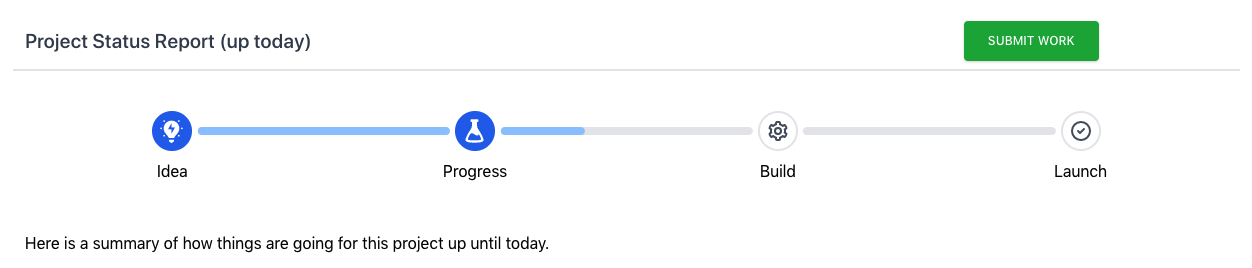 Project Status Report (up today)
SUBMIT WORK
Idea
Progress
Build
Launch
Here is a summary of how things are going for this project up until today.